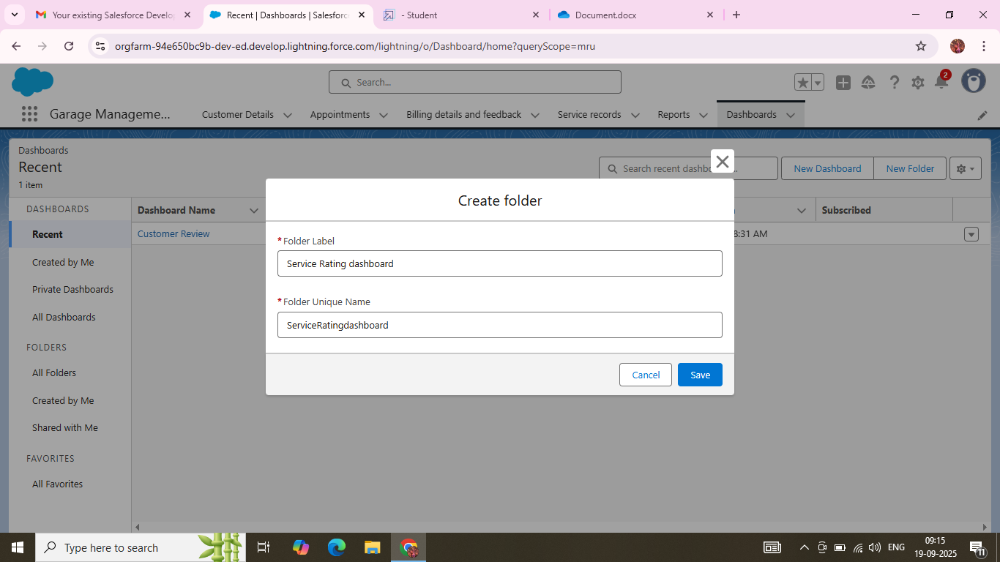 Your existing Salesforce Develo
Recent | Dashboards | Salesforc
- Student
Document.docx
orgfarm-94e650bc9b-dev-ed.develop.lightning.force.com/lightning/o/Dashboard/home?queryScope=mru
Search...
2
Garage Manageme...
Customer Details
Appointments
Billing details and feedback
Service records
Reports
Dashboards
Dashboards
Recent
1 item
Search recent dashb
New Dashboard
New Folder
DASHBOARDS
Recent
Created by Me
Private Dashboards
All Dashboards
FOLDERS
All Folders
Created by Me
Shared with Me
FAVORITES
All Favorites
Dashboard Name
Subscribed
Customer Review
8:31 AM
Create folder
*Folder Label
Service Rating dashboard
*Folder Unique Name
ServiceRatingdashboard
Cancel
Save
Type here to search
ENG
09:15
19-09-2025
11